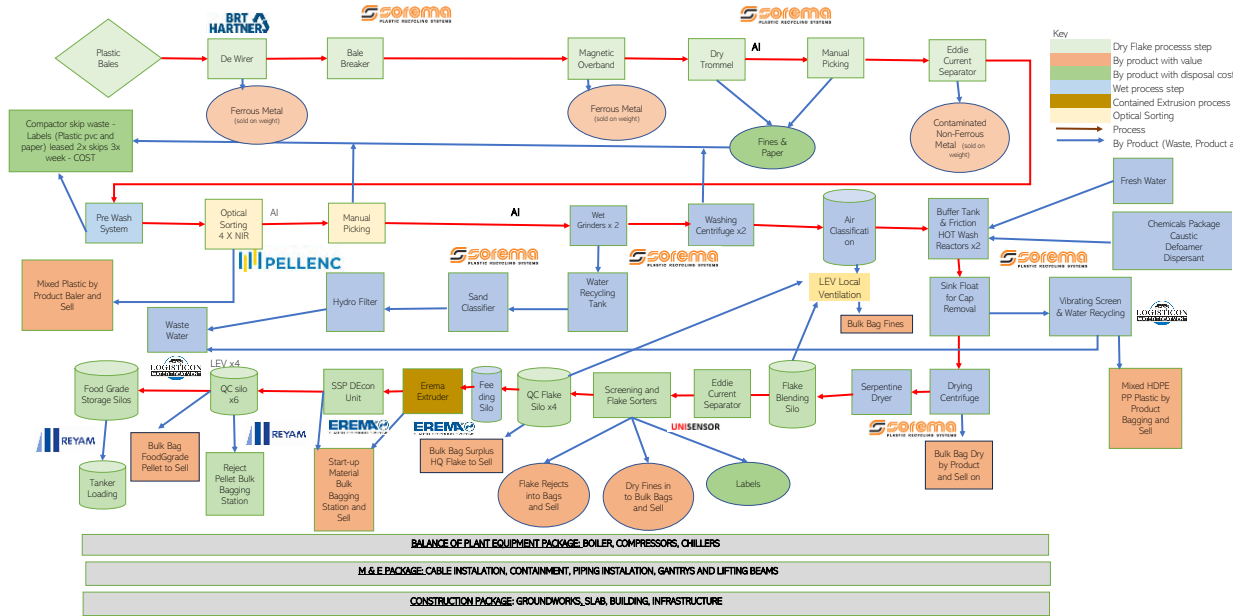 BRT
HARTNER
sorema
PLASTIC RECYCLING SYSTEMS
sorema
PLASTIC RECYCLING SYSTEMS
Key
Dry Flake processs step
By product with value
By product with disposal cost
Wet process step
Contained Extrusion process
Optical Sorting
Process
By Product (Waste, Product a
Plastic
Bales
De Wirer
Bale
Breaker
Magnetic
Overband
Dry
Trommel
AI
Manual
Picking
Eddie
Current
Separator
Ferrous Metal
(sold on weight)
Ferrous Metal
(sold on weight)
Fines &
Paper
Contaminated
Non-Ferrous
Metal (sold on
weight)
Compactor skip waste -
Labels (Plastic pvc and
paper) leased 2x skips 3x
week - COST
Pre Wash
System
Optical
Sorting
4 X NIR
AI
Manual
Picking
AI
Wet
Grinders x 2
Washing
Centrifuge x2
Air
Classificati
on
Buffer Tank
& Friction
HOT Wash
Reactors x2
Fresh Water
Chemicals Package
Caustic
Defoamer
Dispersant
PELLENC
sorema
PLASTIC RECYCLING SYSTEMS
sorema
PLASTIC RECYCLING SYSTEMS
sorema
PLASTIC RECYCLING SYSTEMS
Mixed Plastic by
Product Baler and
Sell
Waste
Water
Hydro Filter
Sand
Classifier
Water
Recycling
Tank
LEV Local
Ventilation
Bulk Bag Fines
Sink Float
for Cap
Removal
Vibrating Screen
& Water Recycling
LOGISTICON
LOGISTICON
LEV x4
Food Grade
Storage Silos
QC silo
x6
SSP DEcon
Unit
Erema
Extruder
Fee
ding
Silo
QC Flake
Silo x4
Screening and
Flake Sorters
Eddie
Current
Separator
Flake
Blending
Silo
Serpentine
Dryer
Drying
Centrifuge
Mixed HDPE
PP Plastic by
Product
Bagging and
Sell
REYAM
REYAM
EREMA
EREMA
UNISENSOR
sorema
PLASTIC RECYCLING SYSTEMS
Tanker
Loading
Bulk Bag
FoodGgrade
Pellet to Sell
Reject
Pellet Bulk
Bagging
Station
Start-up
Material
Bulk
Bagging
Station and
Sell
Bulk Bag Surplus
HQ Flake to Sell
Flake Rejects
into Bags
and Sell
Dry Fines in
to Bulk Bags
and Sell
Labels
Bulk Bag Dry
by Product
and Sell on
BALANCE OF PLANT EQUIPMENT PACKAGE: BOILER, COMPRESSORS, CHILLERS
M & E PACKAGE: CABLE INSTALATION, CONTAINMENT, PIPING INSTALATION, GANTRYS AND LIFTING BEAMS
CONSTRUCTION PACKAGE: GROUNDWORKS, SLAB, BUILDING, INFRASTRUCTURE